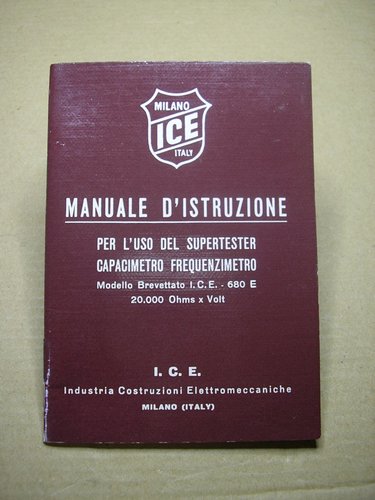 MILANO
ICE
ITALY
MANUALE D'ISTRUZIONE
PER L'USO DEL SUPERTESTER
CAPACIMETRO FREQUENZIMETRO
Modello Brevettato I.C.E. - 680 E
20.000 Ohms x Volt
I. C. E.
Industria Costruzioni Elettromeccaniche
MILANO (ITALY)